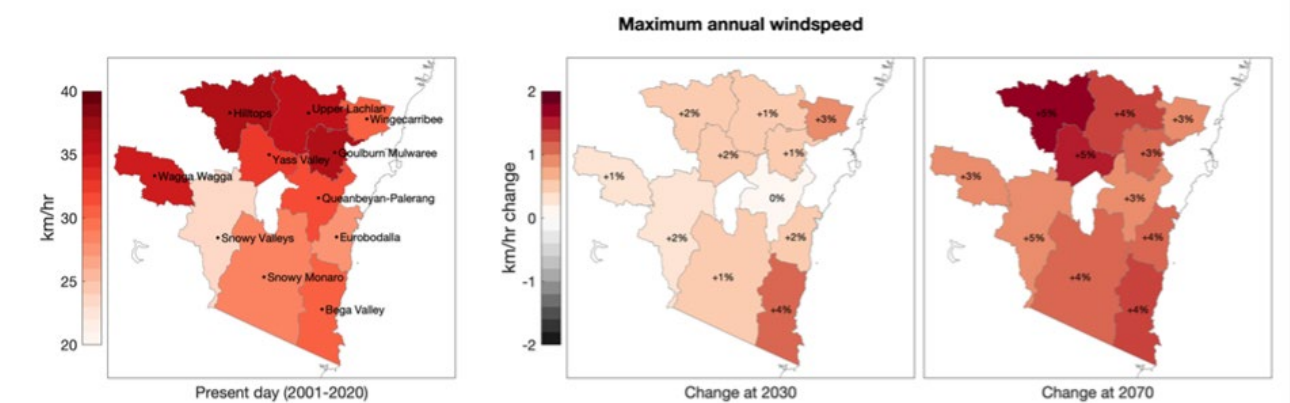 Maximum annual windspeed
km/hr
40
35
30
25
20
Hilltops
Upper Lachlan
Wingecarribee
Goulburn Mulwaree
Yass Valley
Wagga Wagga
Queanbeyan-Palerang
Snowy Valleys
Eurobodalla
Snowy Monaro
Bega Valley
Present day (2001-2020)
km/hr change
2
1
0
-1
-2
+2%
+1%
+3%
+2%
+1%
+1%
0%
+2%
+2%
+1%
+4%
Change at 2030
+5%
+4%
+3%
+5%
+3%
+3%
+3%
+5%
+4%
+4%
+4%
Change at 2070